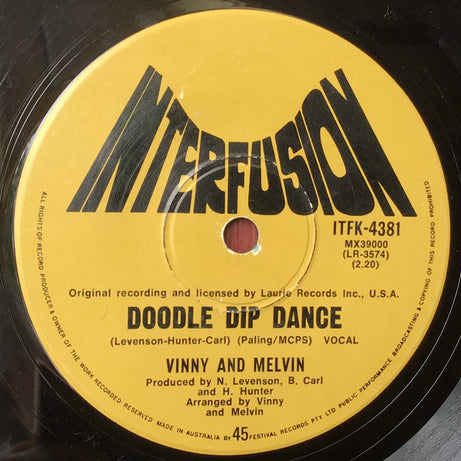 INTERFUSION
ITFK-4381
MX39000
(LR-3574)
(2.20)
Original recording and licensed by Laurie Records Inc., U.S.A.
DOODLE DIP DANCE
(Levenson-Hunter-Carl) (Paling/MCPS) VOCAL
VINNY AND MELVIN
Produced by N. Levenson, B. Carl
and H. Hunter
Arranged by Vinny
and Melvin
ALL RIGHTS OF RECORD PRODUCER & OWNER OF THE WORK RECORDED RESERVED. MADE IN AUSTRALIA BY 45 FESTIVAL RECORDS PTY LTD PUBLIC PERFORMANCE BROADCASTING & COPYING OF THIS RECORD PROHIBITED